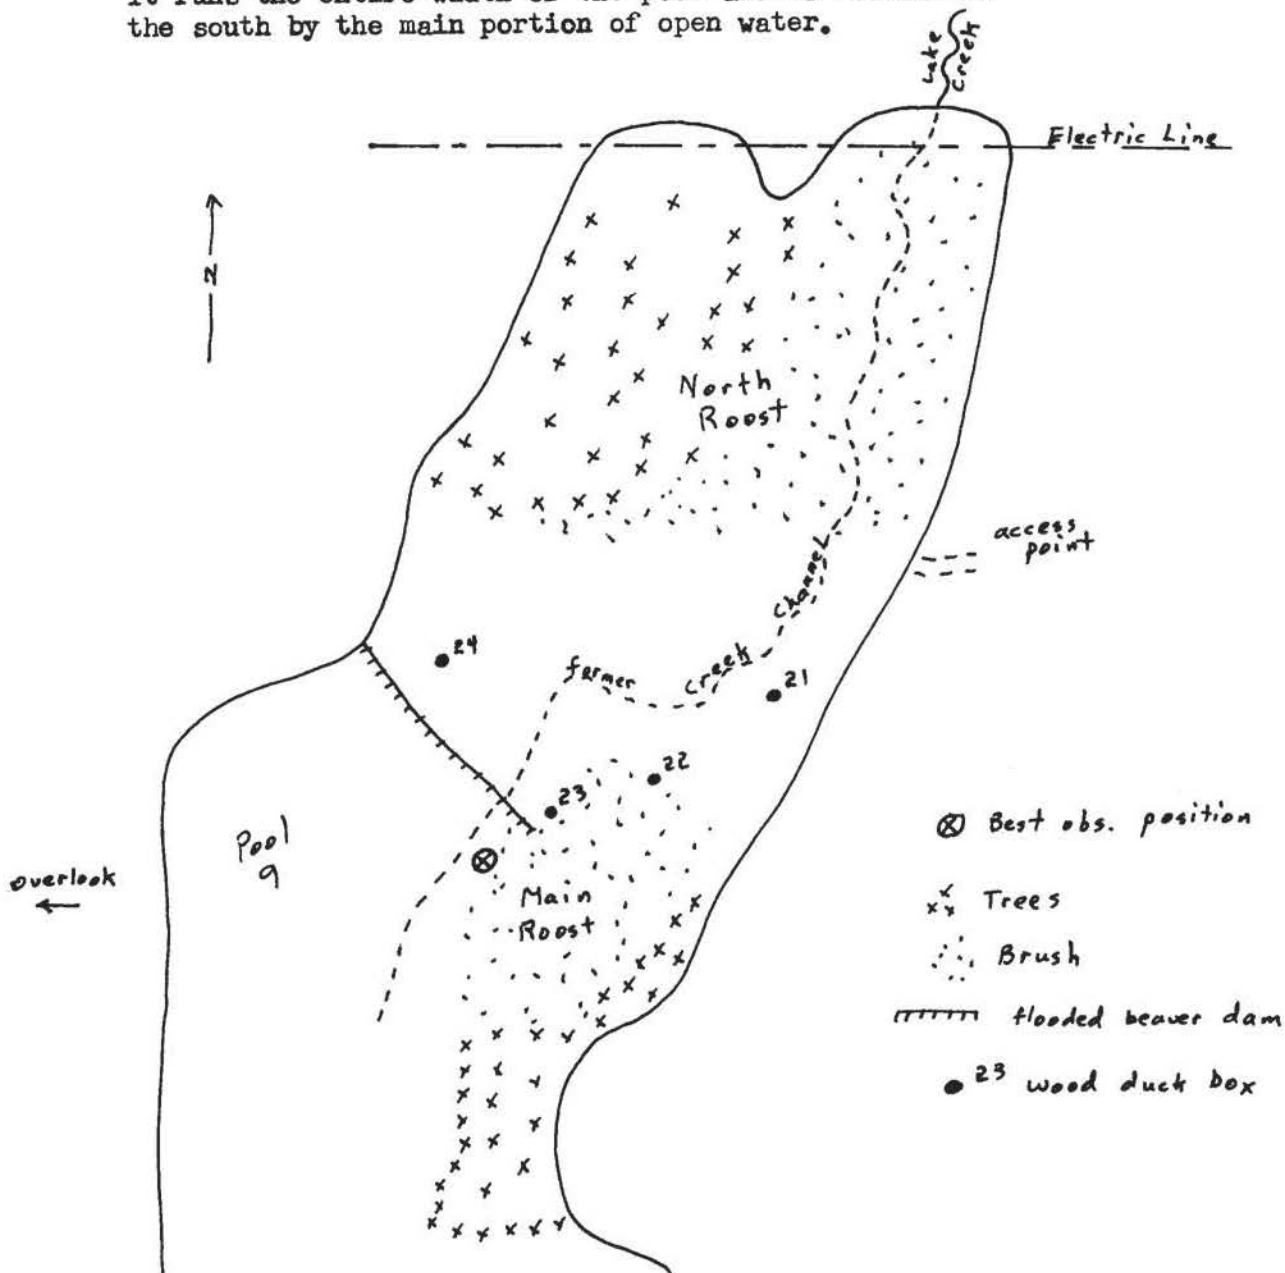 the south by the main portion of open water.
Lake
Creek
Electric Line
N
North
Roost
access
point
former creek channel
24
21
22
23
Pool
9
overlook
Main
Roost
Best obs. position
Trees
Brush
flooded beaver dam
23 wood duck box